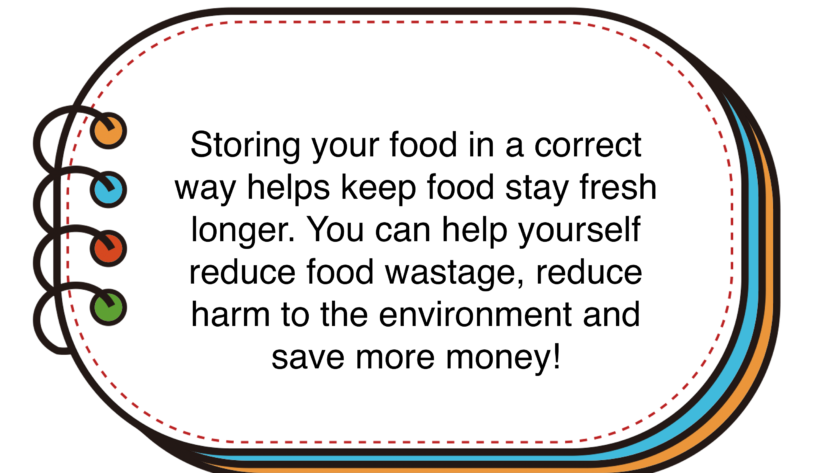 Storing your food in a correct
way helps keep food stay fresh
longer. You can help yourself
reduce food wastage, reduce
harm to the environment and
save more money!